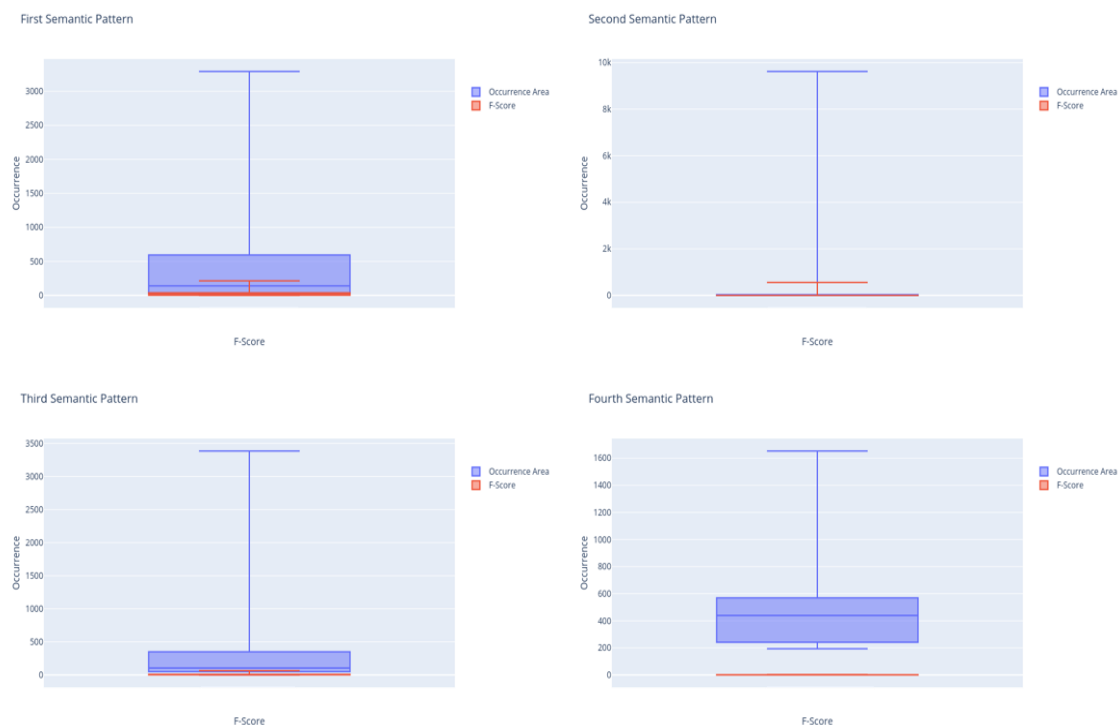 First Semantic Pattern
3000
2500
2000
1500
1000
500
0
Occurrence
F-Score
Occurrence Area
F-Score
Second Semantic Pattern
10k
8k
6k
4k
2k
0
Occurrence
F-Score
Occurrence Area
F-Score
Third Semantic Pattern
3500
3000
2500
2000
1500
1000
500
0
Occurrence
F-Score
Occurrence Area
F-Score
Fourth Semantic Pattern
1600
1400
1200
1000
800
600
400
200
0
Occurrence
F-Score
Occurrence Area
F-Score